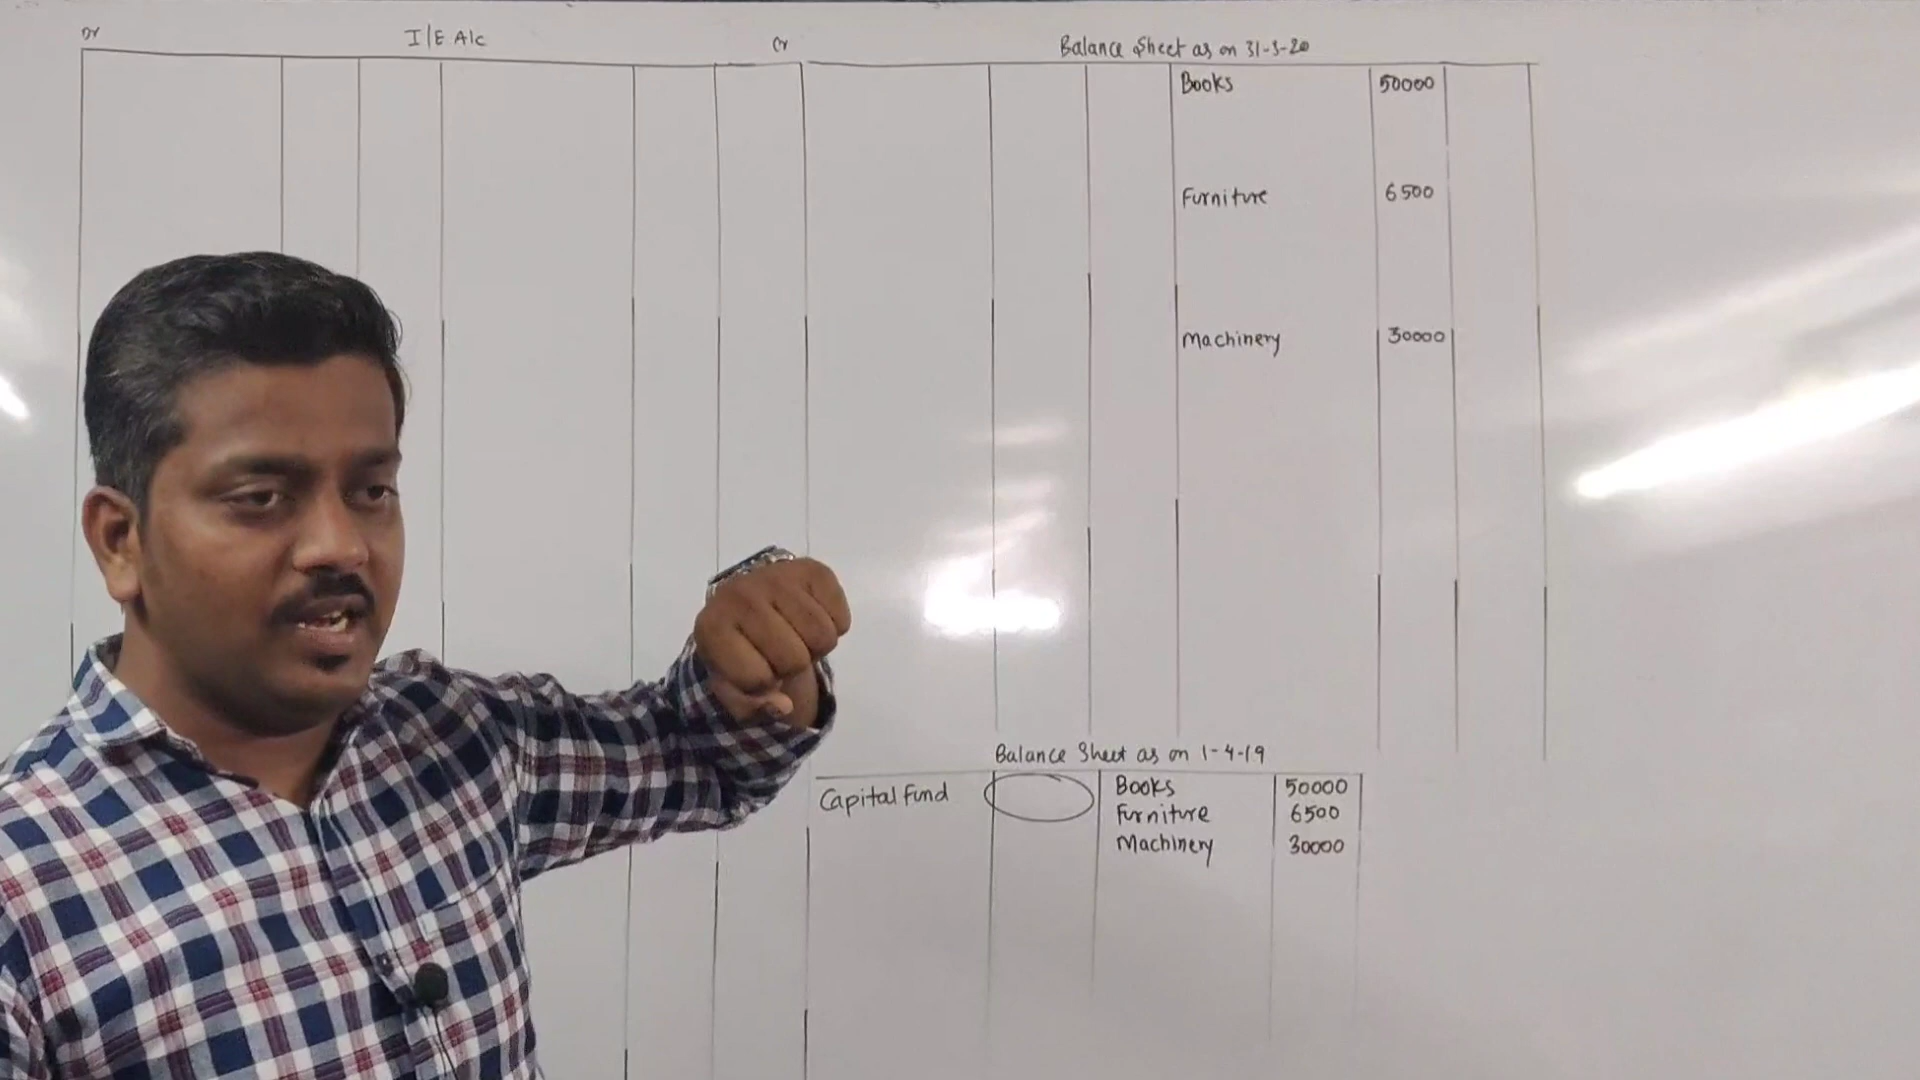 Dr I/E A/c Cr
Balance Sheet as on 31-3-20
Books 50000
Furniture 6500
Machinery 30000
Balance Sheet as on 1-4-19
Capital Fund Books 50000
Furniture 6500
Machinery 30000